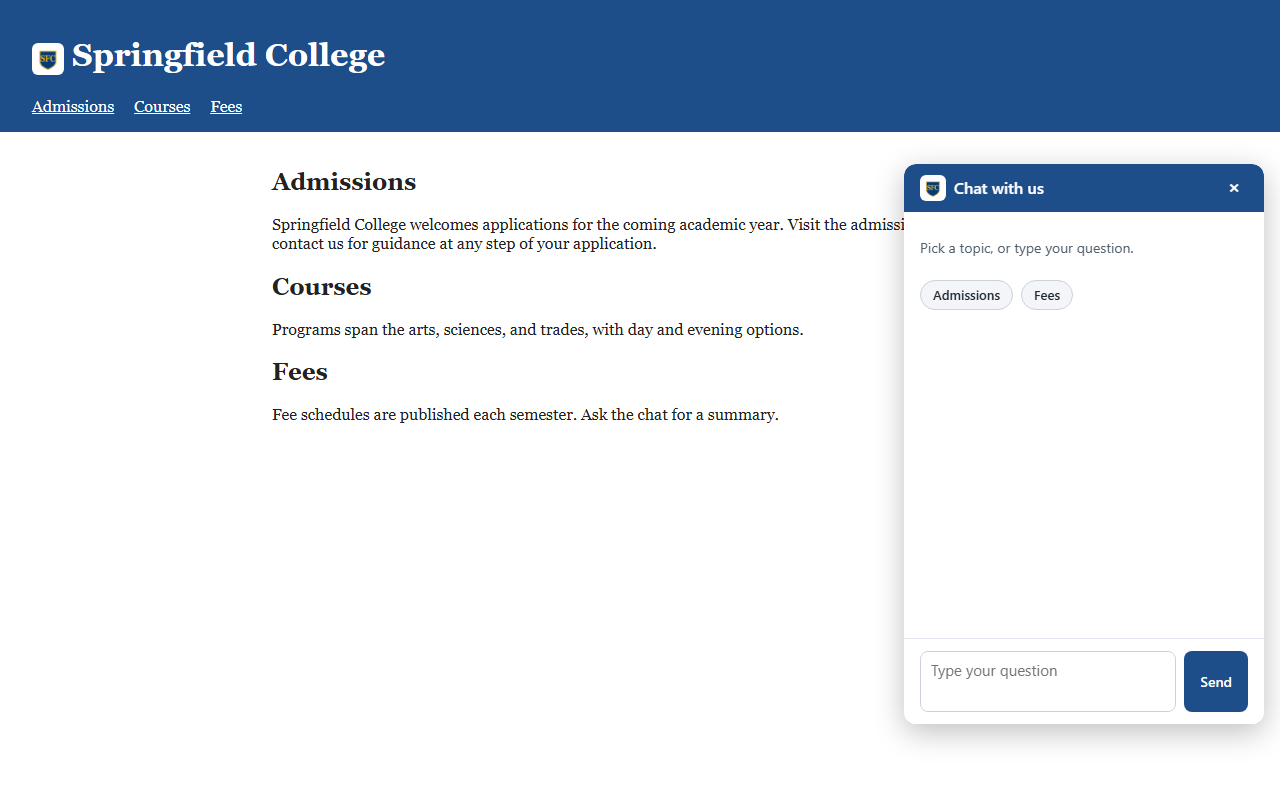 SFC
Springfield College
Admissions Courses Fees
Admissions
Springfield College welcomes applications for the coming academic year. Visit the
contact us for guidance at any step of your application.
Courses
Programs span the arts, sciences, and trades, with day and evening options.
Fees
Fee schedules are published each semester. Ask the chat for a summary.
SFC
Chat with us
×
Pick a topic, or type your question.
Admissions Fees
Type your question
Send